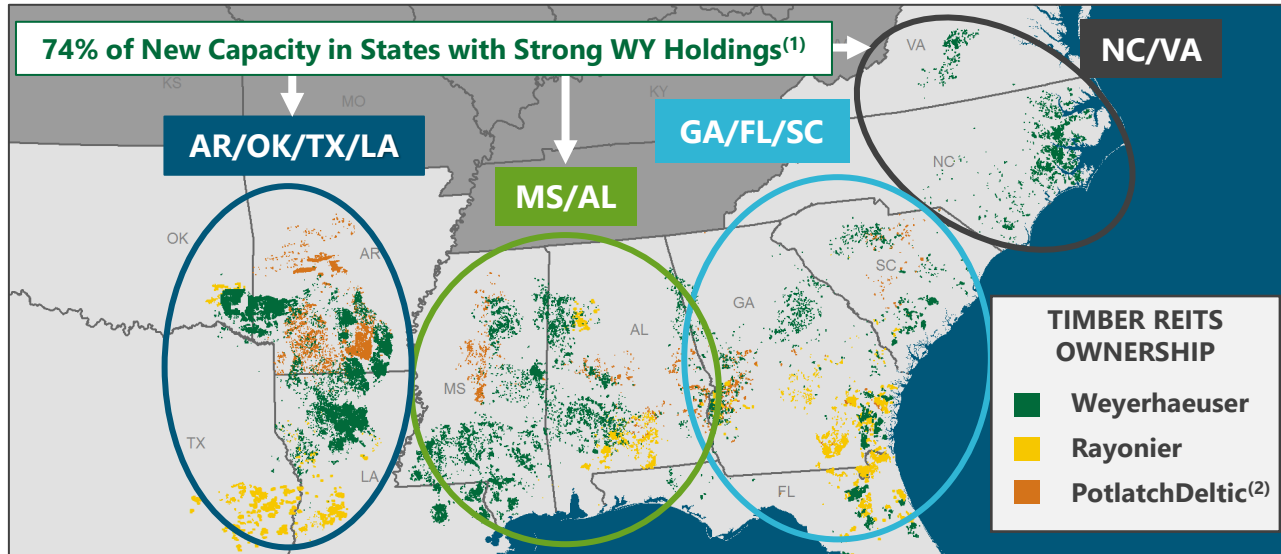 74% of New Capacity in States with Strong WY Holdings(1)
VA
NC/VA
KS
MO
KY
AR/OK/TX/LA
GA/FL/SC
NC
MS/AL
OK
AR
SC
GA
AL
MS
TX
LA
FL
TIMBER REITS
OWNERSHIP
Weyerhaeuser
Rayonier
PotlatchDeltic(2)